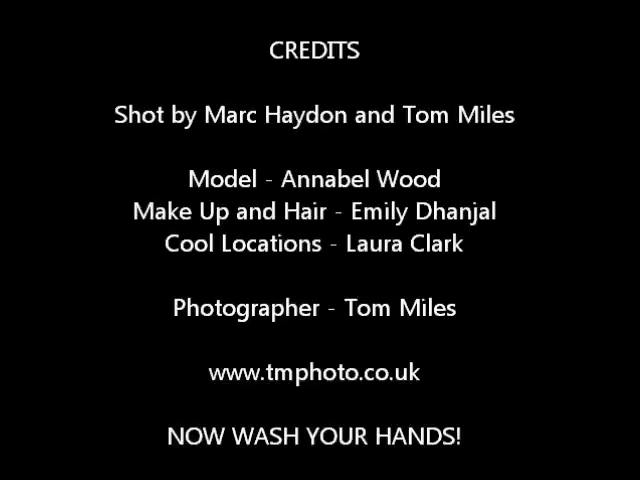 CREDITS
Shot by Marc Haydon and Tom Miles
Model - Annabel Wood
Make Up and Hair - Emily Dhanjal
Cool Locations - Laura Clark
Photographer - Tom Miles
www.tmphoto.co.uk
NOW WASH YOUR HANDS!